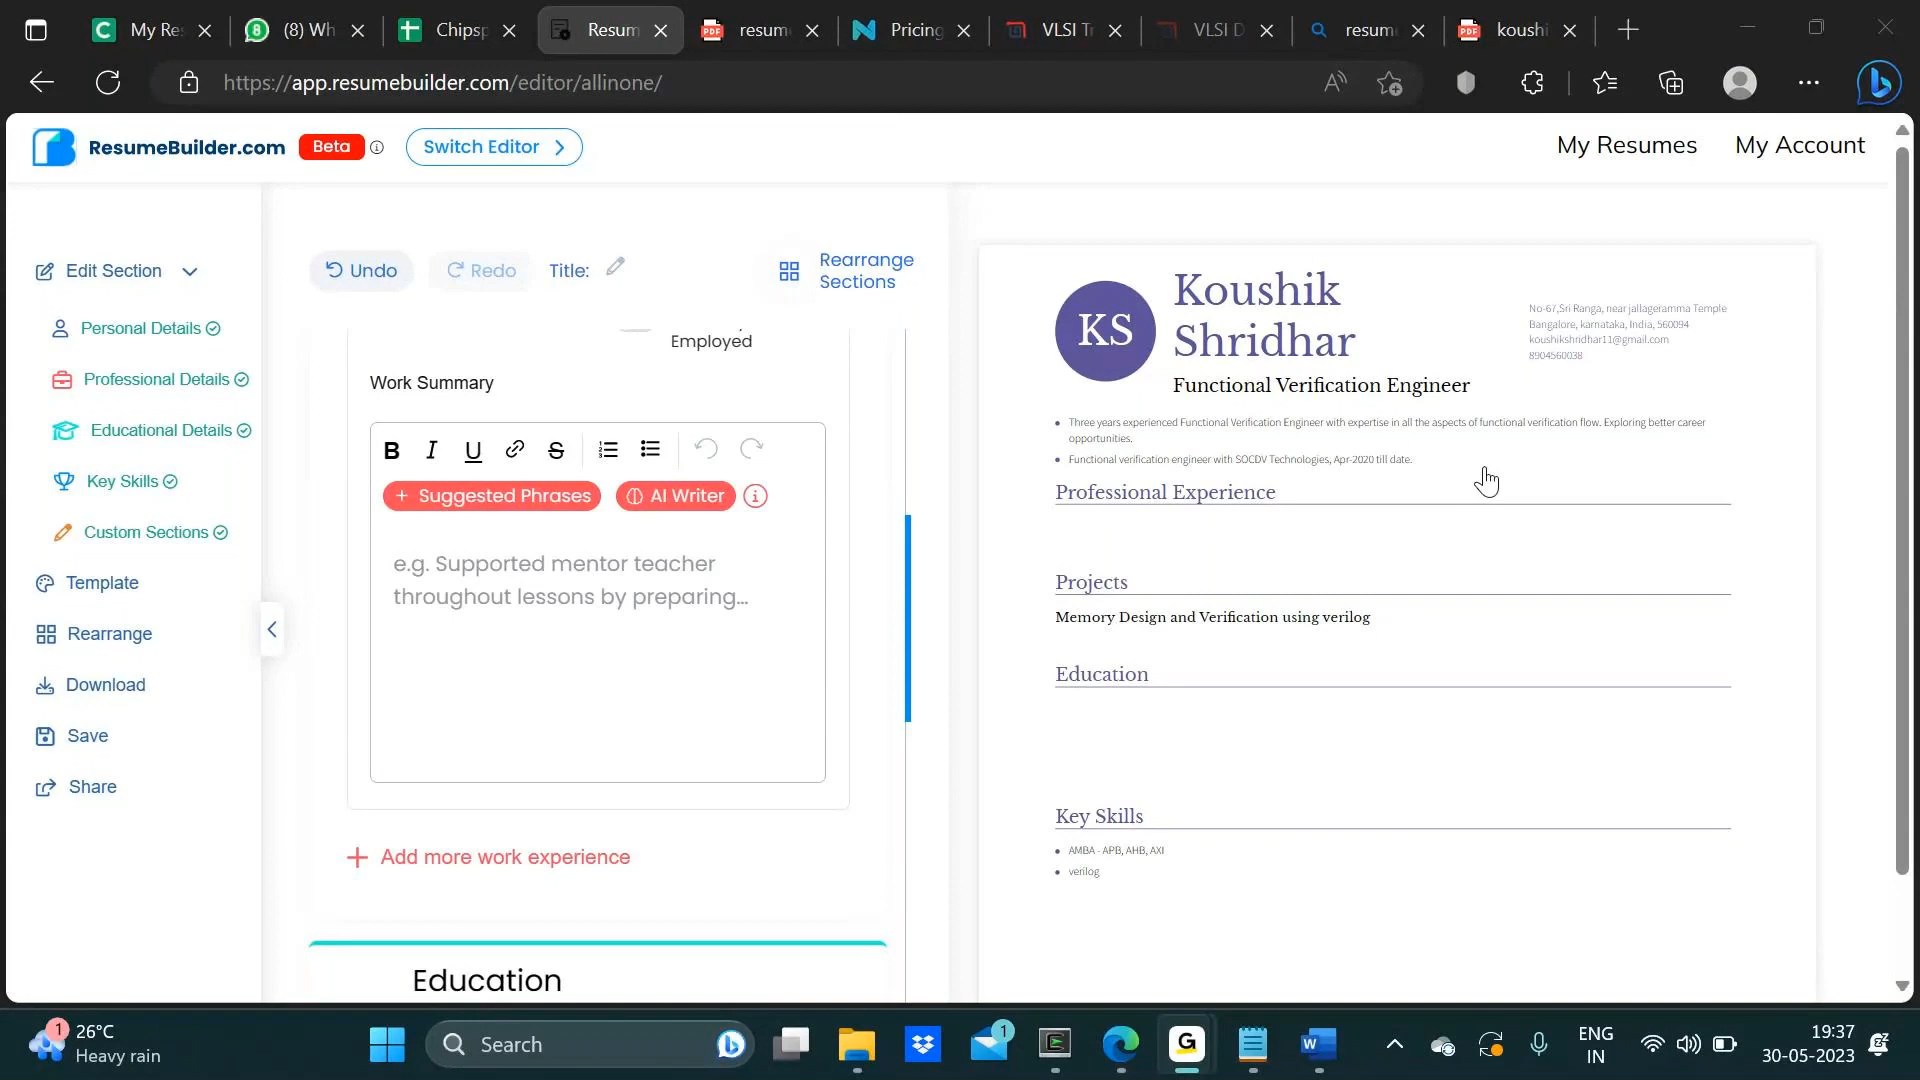 My Re
(8) Wh
Chipsp
Resum
resum
Pricing
VLSI Tr
VLSI D
resum
koushi
https://app.resumebuilder.com/editor/allinone/
ResumeBuilder.com
Beta
Switch Editor
My Resumes
My Account
Edit Section
Personal Details
Professional Details
Educational Details
Key Skills
Custom Sections
Template
Rearrange
Download
Save
Share
Undo
Redo
Title:
Rearrange
Sections
Employed
Work Summary
B I U S
+ Suggested Phrases
AI Writer
e.g. Supported mentor teacher
throughout lessons by preparing...
+ Add more work experience
Education
KS
Koushik
Shridhar
Functional Verification Engineer
No-67,Sri Ranga, near jallageramma Temple
Bangalore, karnataka, India, 560094
koushikshridhar11@gmail.com
8904560038
Three years experienced Functional Verification Engineer with expertise in all the aspects of functional verification flow. Exploring better career
opportunities.
Functional verification engineer with SOCDV Technologies, Apr-2020 till date.
Professional Experience
Projects
Memory Design and Verification using verilog
Education
Key Skills
AMBA - APB, AHB, AXI
verilog
1
26°C
Heavy rain
Search
1
ENG
IN
19:37
30-05-2023